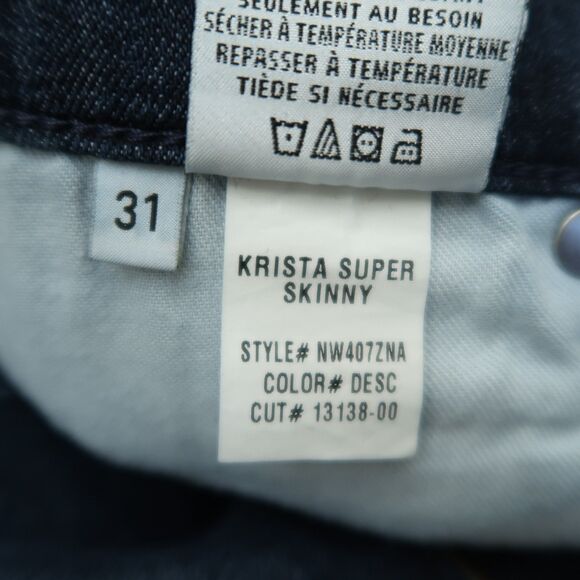 SEULEMENT AU BESOIN
SÉCHER À TEMPÉRATURE MOYENNE
REPASSER À TEMPÉRATURE
TIÈDE SI NÉCESSAIRE
31
KRISTA SUPER
SKINNY
STYLE# NW407ZNA
COLOR# DESC
CUT# 13138-00